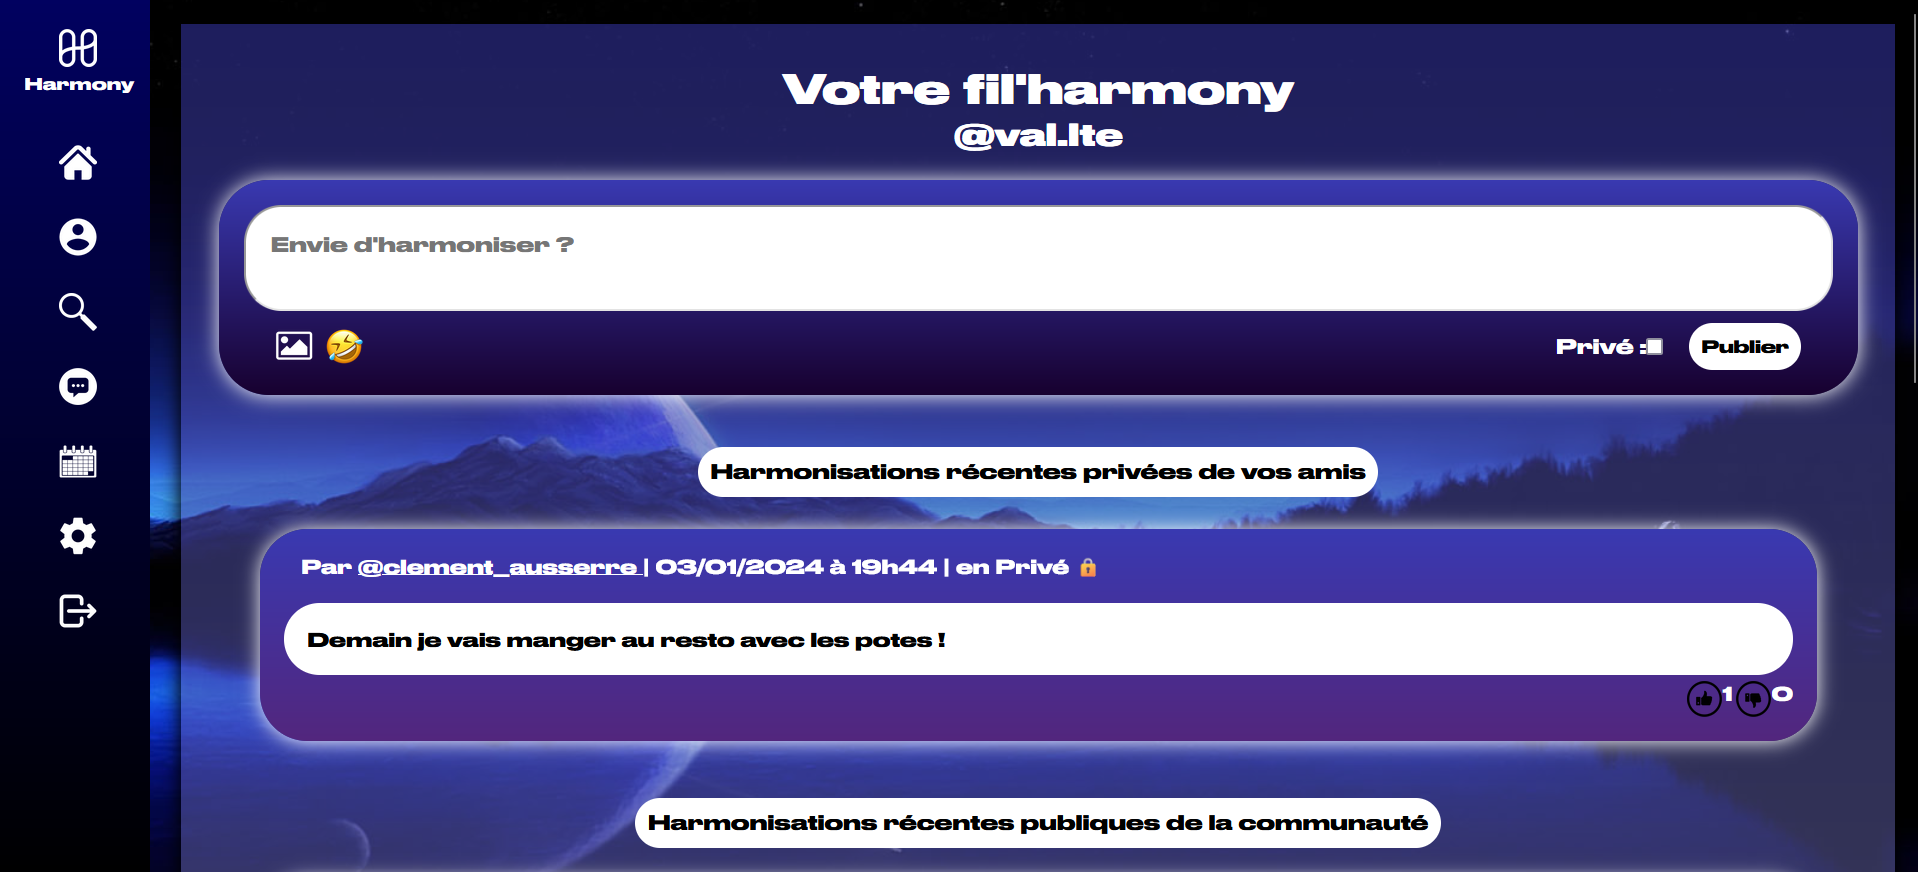 Harmony
Votre fil'harmony
@val.lte
Envie d'harmoniser ?
Privé :
Publier
Harmonisations récentes privées de vos amis
Par @clement_ausserre | 03/01/2024 à 19h44 | en Privé 🔒
Demain je vais manger au resto avec les potes !
1 0
Harmonisations récentes publiques de la communauté